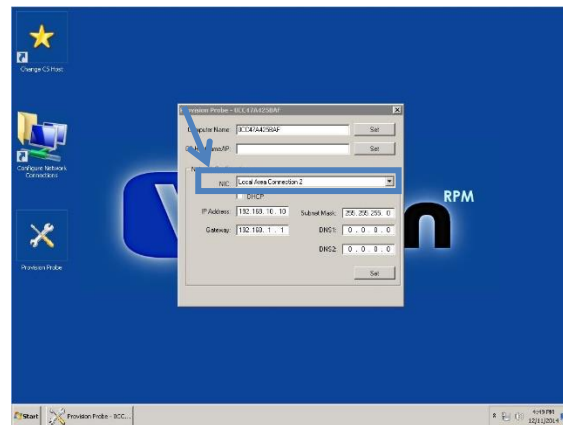 Change CS Host
Provision Probe - 0CC47A425BAF
Computer Name:
0CC47A425BAF
Set
Set
NIC:
Local Area Connection 2
DHCP
IP Address:
192.168. 10 . 10
Subnet Mask:
255.255.255. 0
Gateway:
192.168. 1 . 1
DNS1:
0 . 0 . 0 . 0
DNS2:
0 . 0 . 0 . 0
Set
RPM
Configure Network
Connections
Provision Probe
Start
Provision Probe - 0CC...
4:49 PM
12/11/2014